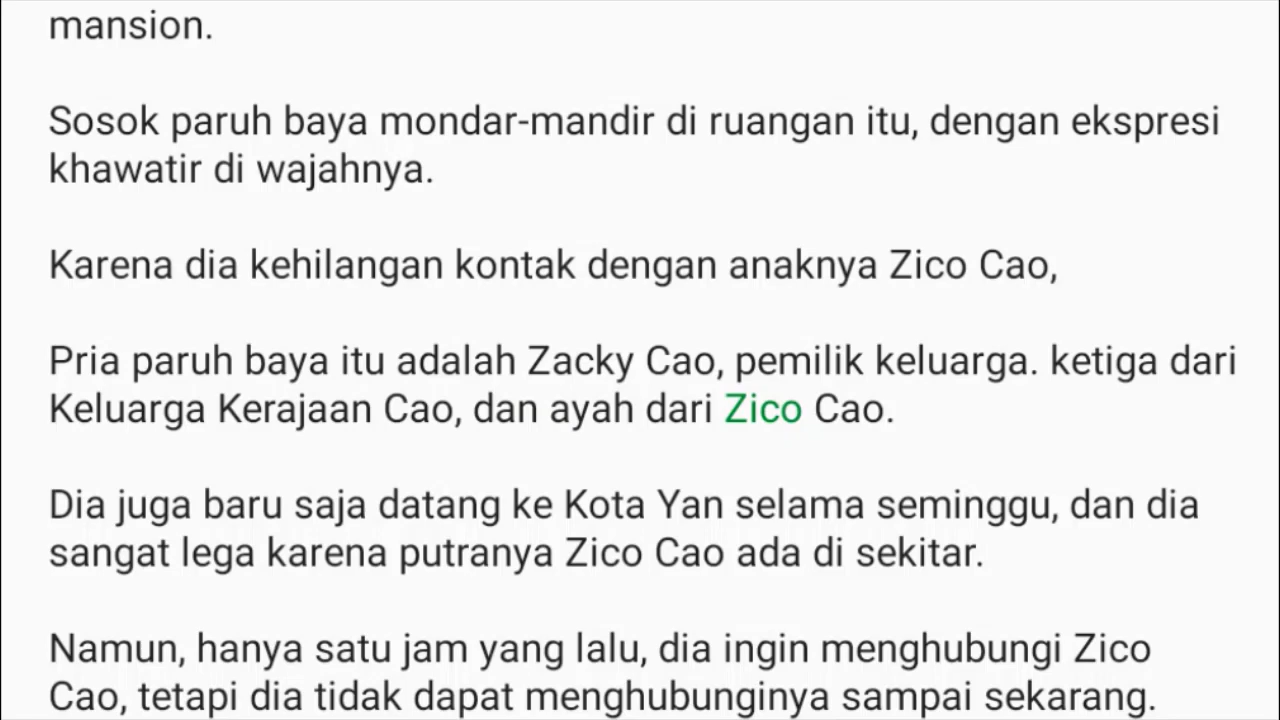 mansion.
Sosok paruh baya mondar-mandir di ruangan itu, dengan ekspresi
khawatir di wajahnya.
Karena dia kehilangan kontak dengan anaknya Zico Cao,
Pria paruh baya itu adalah Zacky Cao, pemilik keluarga. ketiga dari
Keluarga Kerajaan Cao, dan ayah dari Zico Cao.
Dia juga baru saja datang ke Kota Yan selama seminggu, dan dia
sangat lega karena putranya Zico Cao ada di sekitar.
Namun, hanya satu jam yang lalu, dia ingin menghubungi Zico
Cao, tetapi dia tidak dapat menghubunginya sampai sekarang.